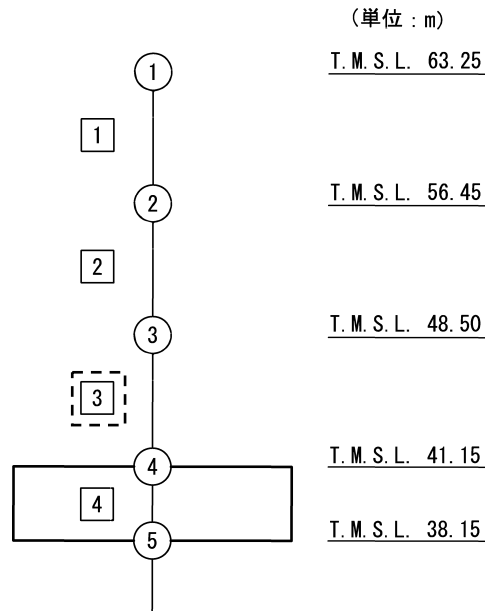 (単位：m)
① T.M.S.L. 63.25
1
② T.M.S.L. 56.45
2
③ T.M.S.L. 48.50
3
④ T.M.S.L. 41.15
4
⑤ T.M.S.L. 38.15